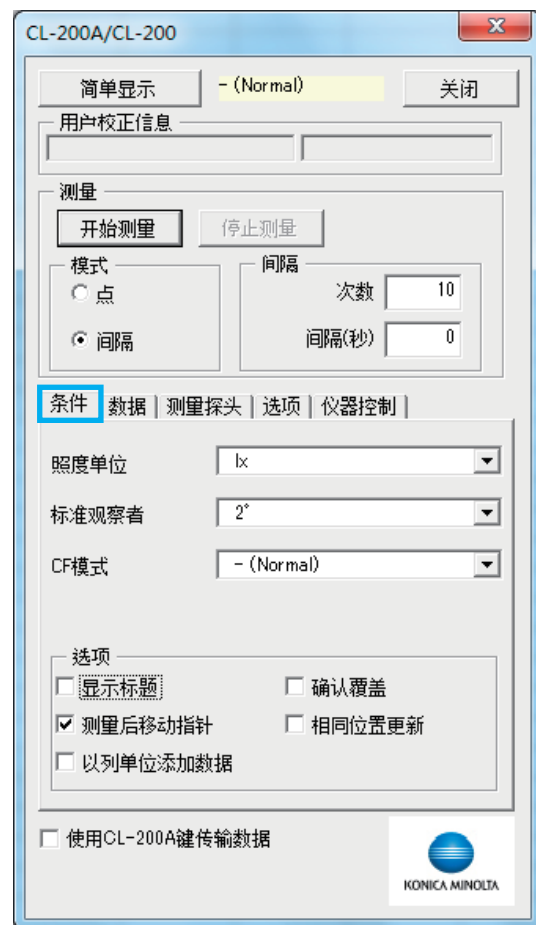 CL-200A/CL-200
简单显示 - (Normal) 关闭
用户校正信息
测量
开始测量 停止测量
模式 间隔
点 次数 10
间隔 间隔(秒) 0
条件 数据 测量探头 选项 仪器控制
照度单位 lx
标准观察者 2°
CF模式 - (Normal)
选项
显示标题 确认覆盖
测量后移动指针 相同位置更新
以列单位添加数据
使用CL-200A键传输数据
KONICA MINOLTA